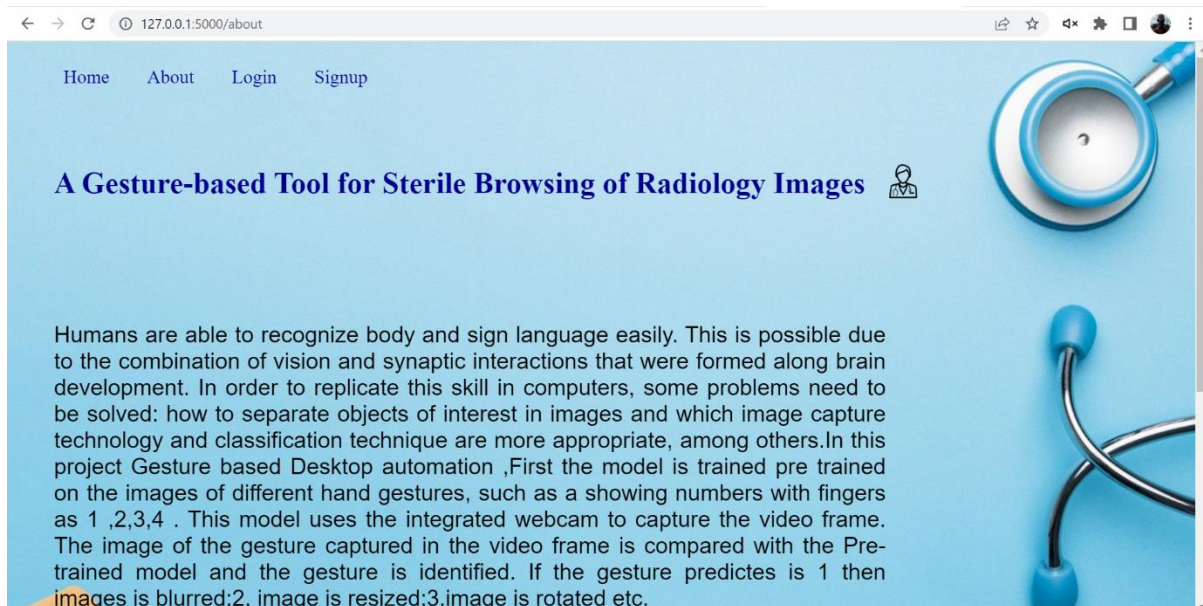 127.0.0.1:5000/about
Home About Login Signup
A Gesture-based Tool for Sterile Browsing of Radiology Images
Humans are able to recognize body and sign language easily. This is possible due
to the combination of vision and synaptic interactions that were formed along brain
development. In order to replicate this skill in computers, some problems need to
be solved: how to separate objects of interest in images and which image capture
technology and classification technique are more appropriate, among others.In this
project Gesture based Desktop automation ,First the model is trained pre trained
on the images of different hand gestures, such as a showing numbers with fingers
as 1 ,2,3,4 . This model uses the integrated webcam to capture the video frame.
The image of the gesture captured in the video frame is compared with the Pre-
trained model and the gesture is identified. If the gesture predictes is 1 then
images is blurred;2, image is resized;3,image is rotated etc.